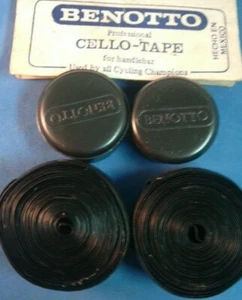 BENOTTO
Professional
CELLO-TAPE
for handlebar
Used by all Cycling Champions
HECHO EN
MEXICO
BENOTTO
BENOTTO